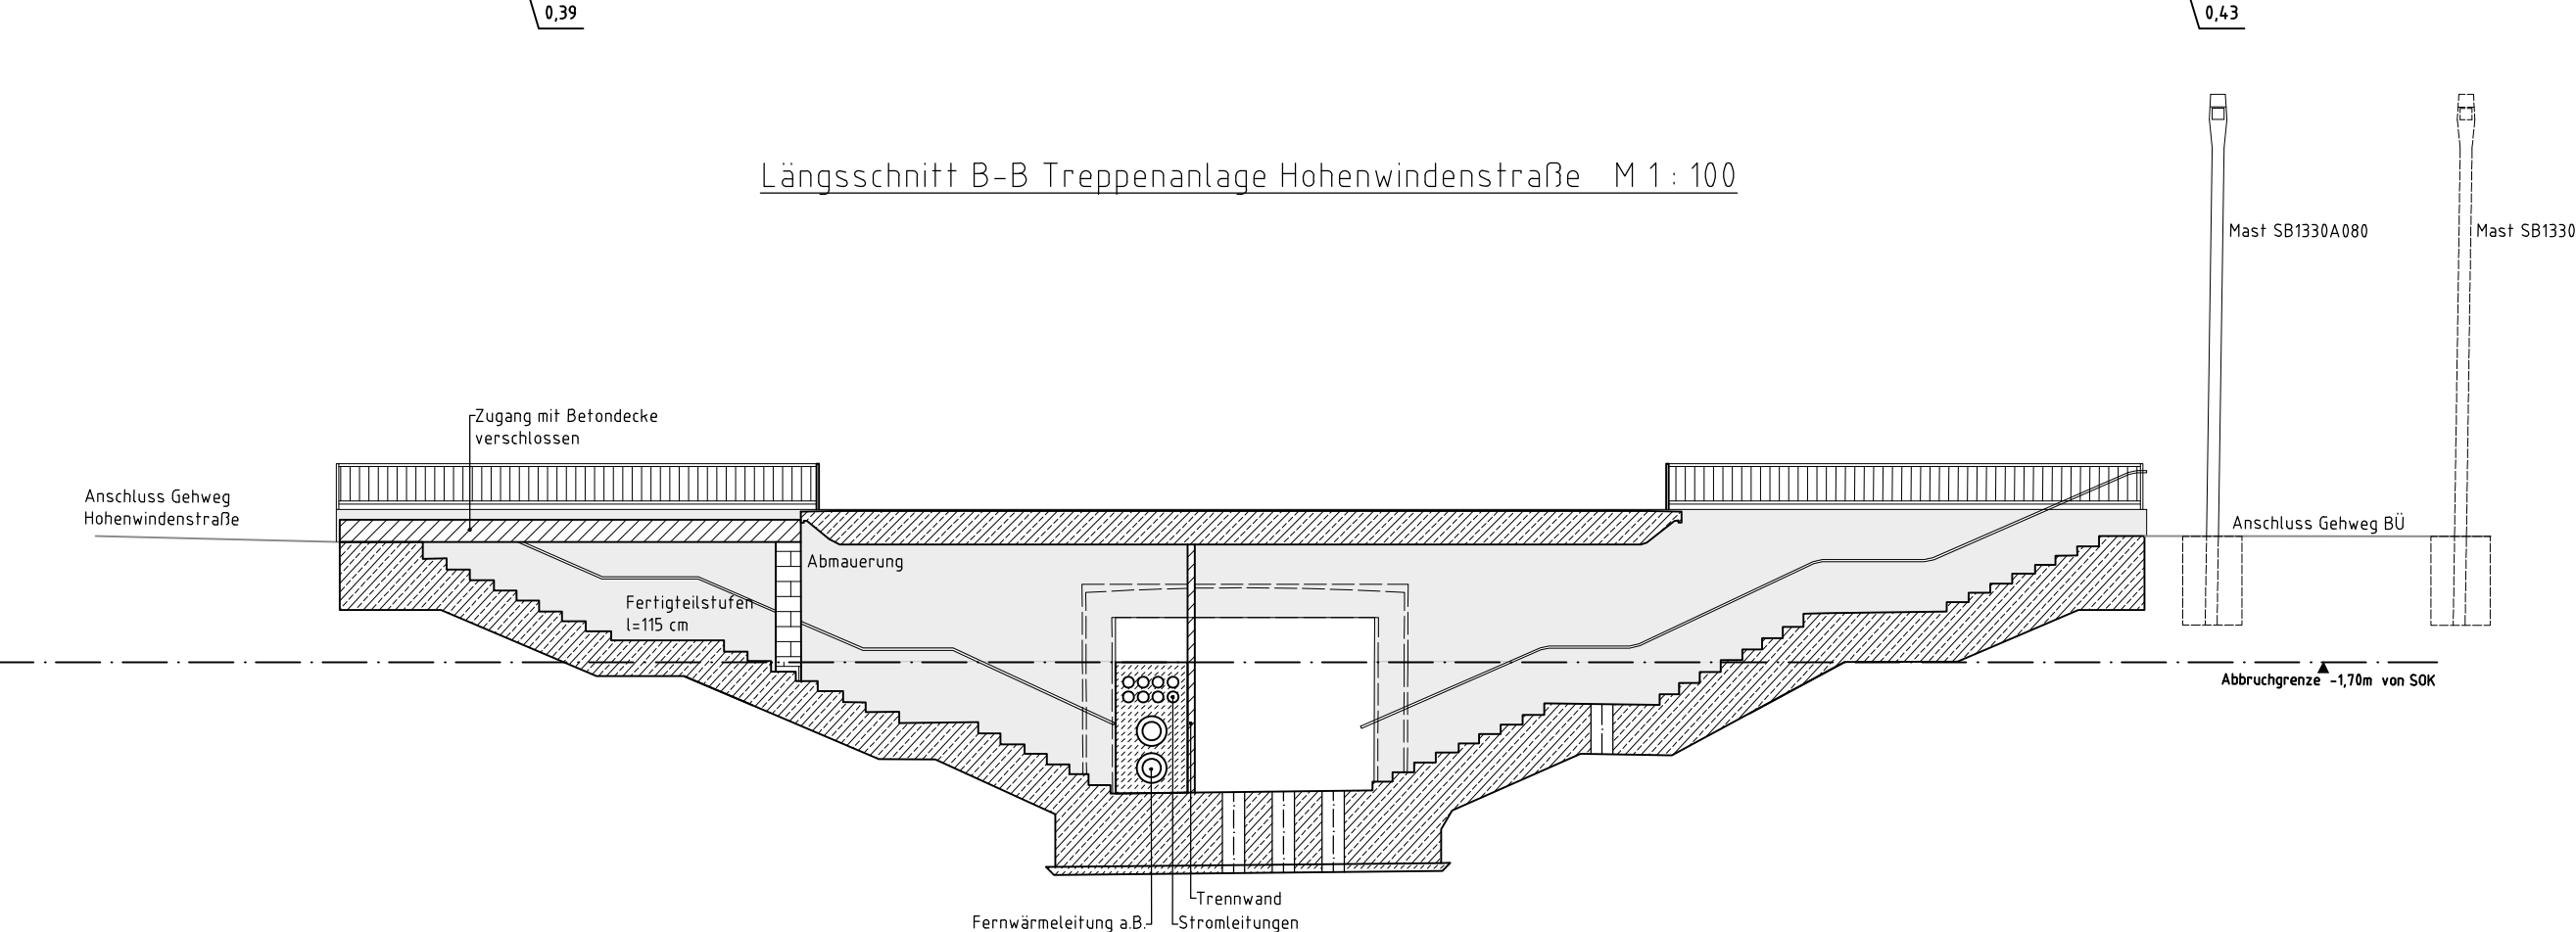 0,39
0,43
Längsschnitt B-B Treppenanlage Hohenwindenstraße M 1 : 100
Mast SB1330A080
Mast SB1330
Zugang mit Betondecke
verschlossen
Anschluss Gehweg
Hohenwindenstraße
Anschluss Gehweg BÜ
Abmauerung
Fertigteilstufen
l=115 cm
Abbruchgrenze -1,70m von SOK
Trennwand
Fernwärmeleitung a.B.
Stromleitungen